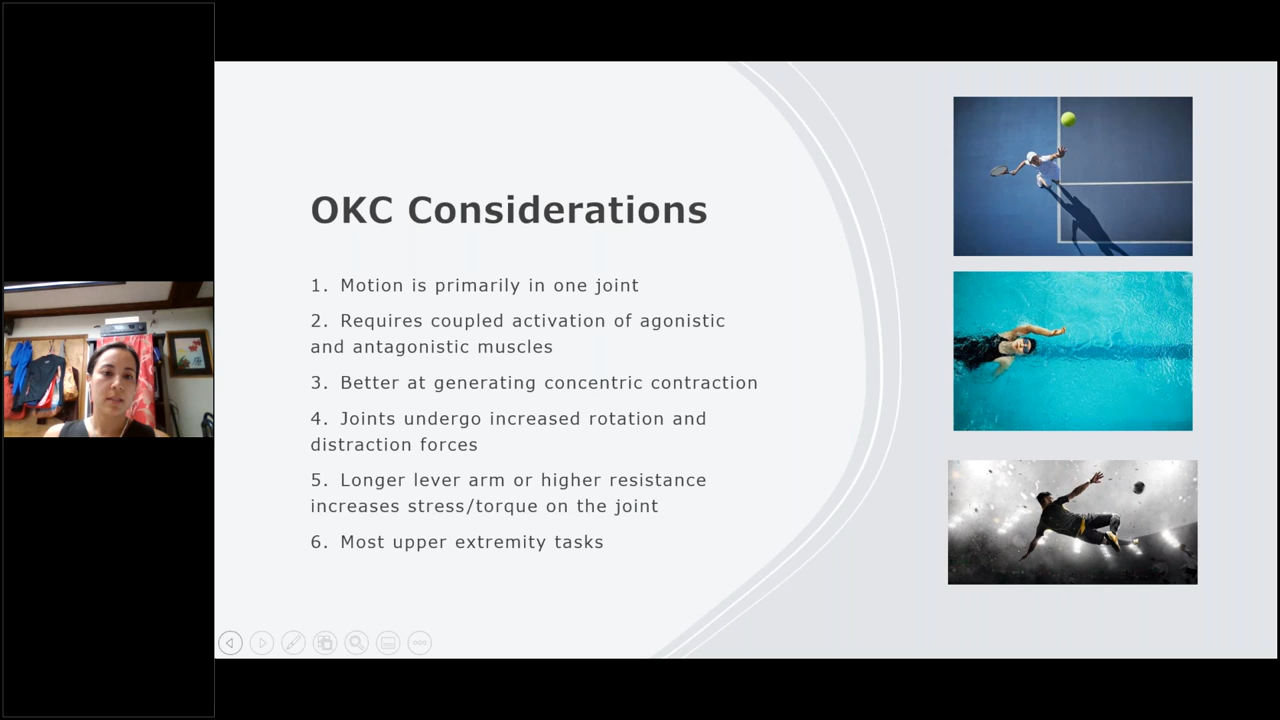 OKC Considerations
1. Motion is primarily in one joint
2. Requires coupled activation of agonistic
and antagonistic muscles
3. Better at generating concentric contraction
4. Joints undergo increased rotation and
distraction forces
5. Longer lever arm or higher resistance
increases stress/torque on the joint
6. Most upper extremity tasks